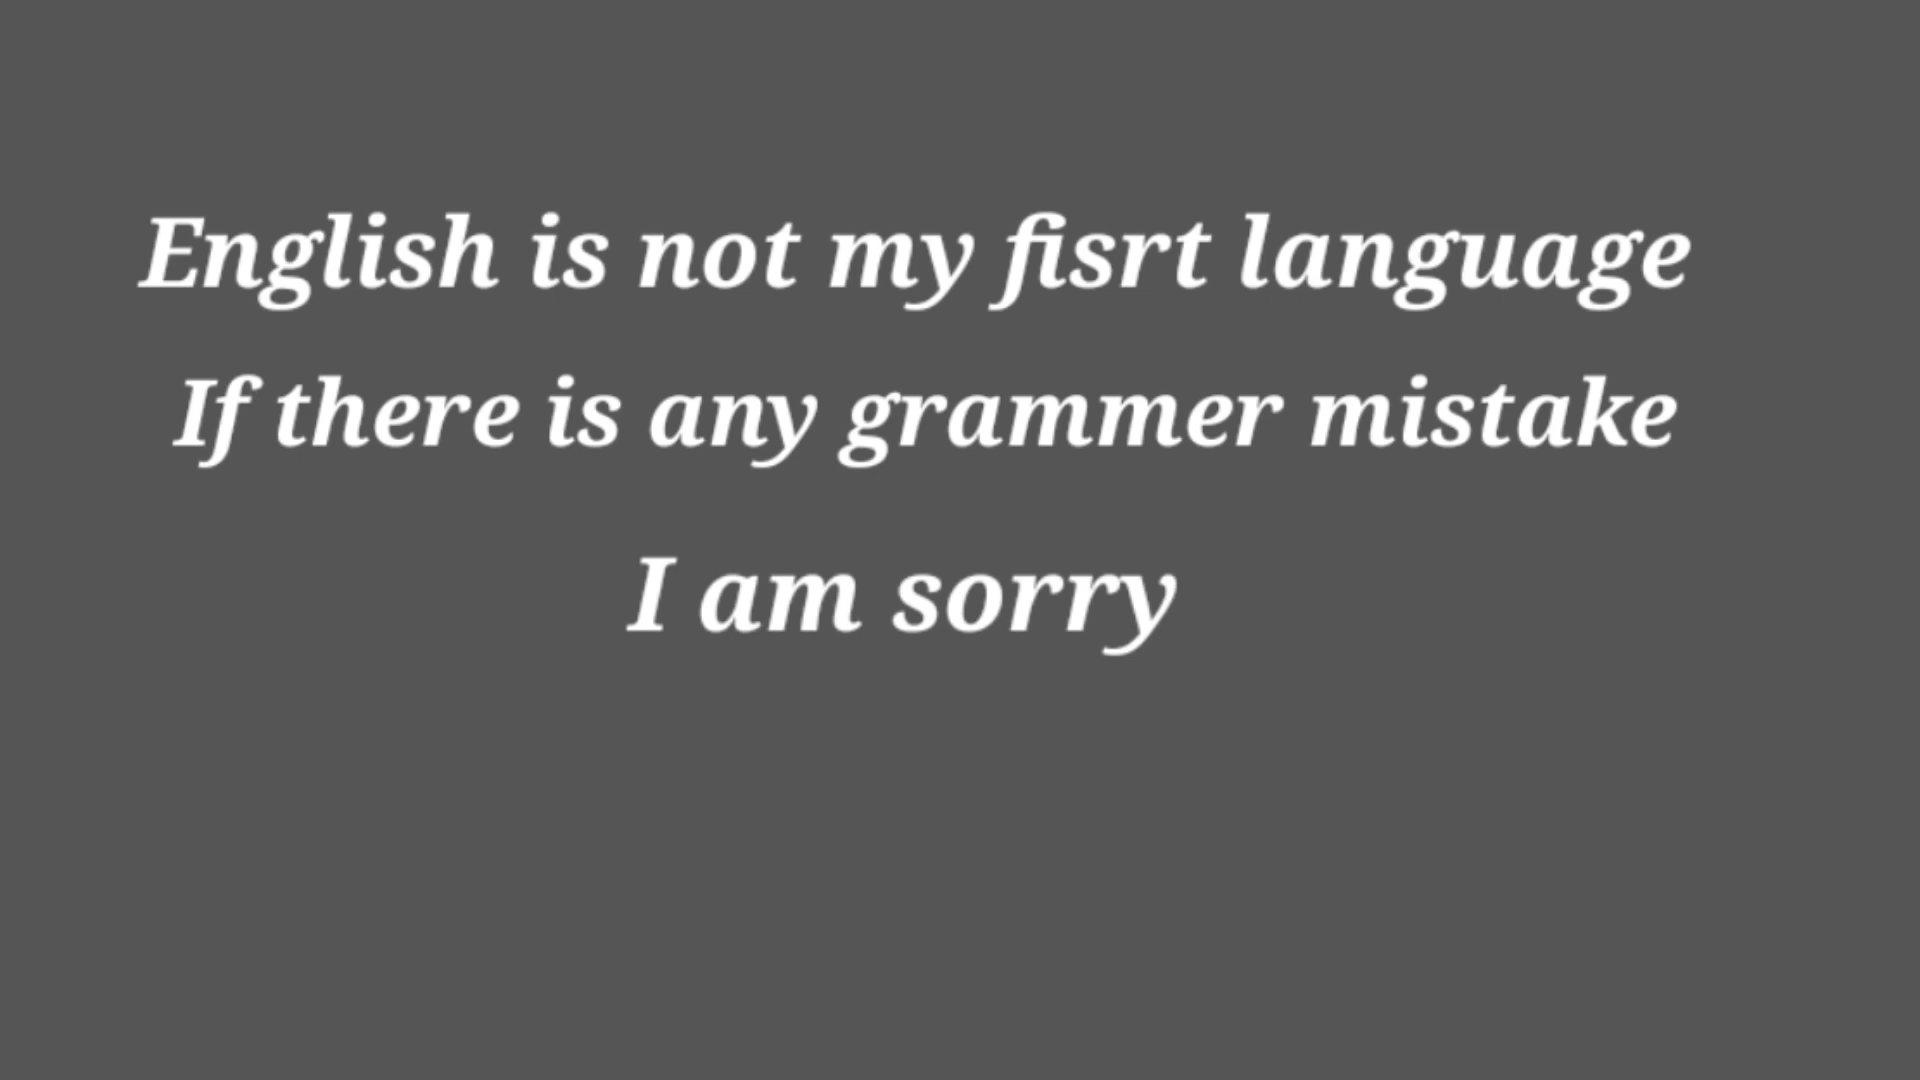 English is not my fisrt language
If there is any grammer mistake
I am sorry